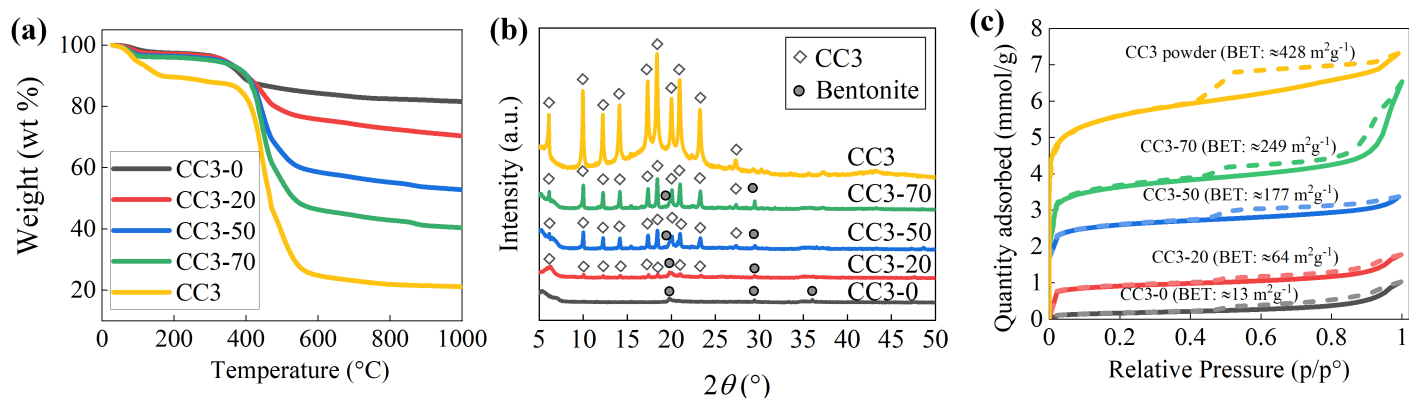 (a)
100
80
60
40
20
Weight (wt %)
CC3-0
CC3-20
CC3-50
CC3-70
CC3
0 200 400 600 800 1000
Temperature (°C)
(b)
CC3
Bentonite
Intensity (a.u.)
CC3
CC3-70
CC3-50
CC3-20
CC3-0
5 10 15 20 25 30 35 40 45 50
2θ (°)
(c)
8
7
6
5
4
3
2
1
0
Quantity adsorbed (mmol/g)
CC3 powder (BET: ≈428 m²g⁻¹)
CC3-70 (BET: ≈249 m²g⁻¹)
CC3-50 (BET: ≈177 m²g⁻¹)
CC3-20 (BET: ≈64 m²g⁻¹)
CC3-0 (BET: ≈13 m²g⁻¹)
0 0.2 0.4 0.6 0.8 1
Relative Pressure (p/p°)